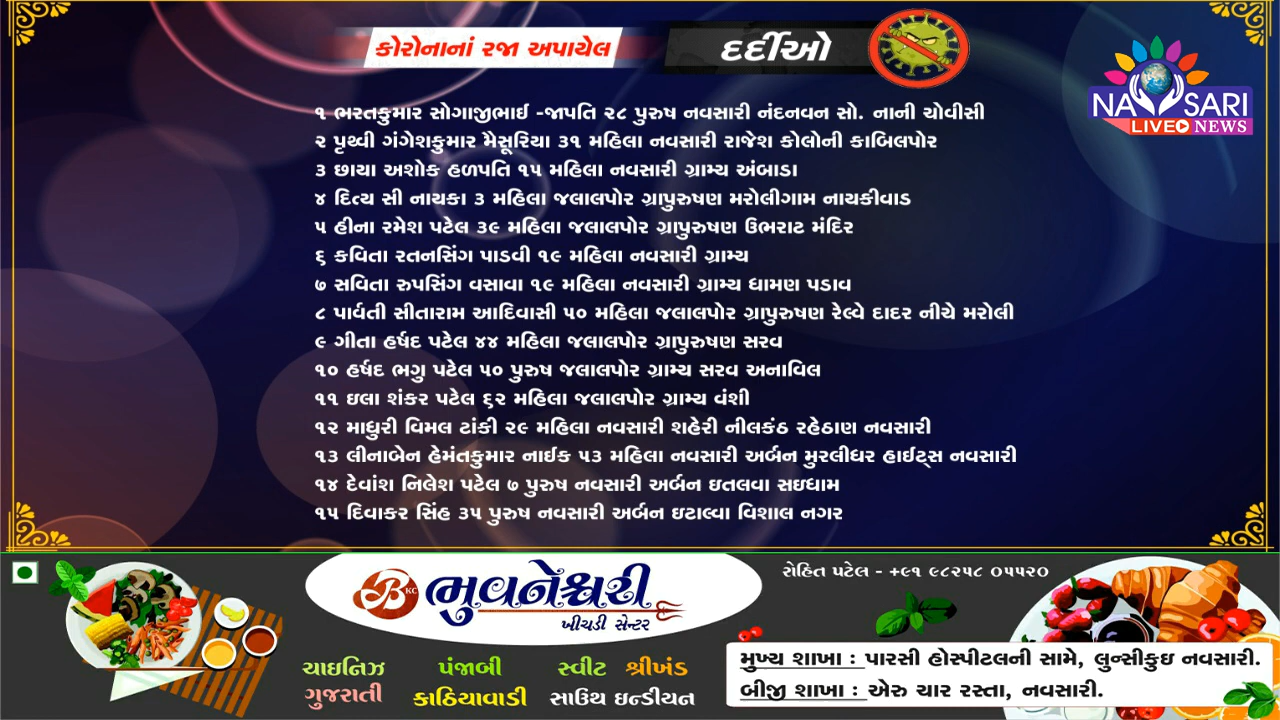 કોરોનાનાં રજા અપાયેલ દર્દીઓ
NAVSARI
LIVE NEWS
૧ ભરતકુમાર સોગાજીભાઈ -જાપતિ ૨૮ પુરુષ નવસારી નંદનવન સો. નાની ચોવીસી
૨ પૃથ્વી ગંગેશકુમાર મૈસૂરિયા ૩૧ મહિલા નવસારી રાજેશ કોલોની કાબિલપોર
૩ છાયા અશોક હળપતિ ૧૫ મહિલા નવસારી ગ્રામ્ય અંબાડા
૪ દિત્ય સી નાયકા ૩ મહિલા જલાલપોર ગ્રાપુરુષણ મરોલીગામ નાયકીવાડ
૫ હીના રમેશ પટેલ ૩૯ મહિલા જલાલપોર ગ્રાપુરુષણ ઉભરાટ મંદિર
૬ કવિતા રતનસિંગ પાડવી ૧૯ મહિલા નવસારી ગ્રામ્ય
૭ સવિતા રુપસિંગ વસાવા ૧૯ મહિલા નવસારી ગ્રામ્ય ધામણ પડાવ
૮ પાર્વતી સીતારામ આદિવાસી ૫૦ મહિલા જલાલપોર ગ્રાપુરુષણ રેલ્વે દાદર નીચે મરોલી
૯ ગીતા હર્ષદ પટેલ ૪૪ મહિલા જલાલપોર ગ્રાપુરુષણ સરવ
૧૦ હર્ષદ ભગુ પટેલ ૫૦ પુરુષ જલાલપોર ગ્રામ્ય સરવ અનાવિલ
૧૧ ઇલા શંકર પટેલ ૬૨ મહિલા જલાલપોર ગ્રામ્ય વંશી
૧૨ માધુરી વિમલ ટાંકી ૨૯ મહિલા નવસારી શહેરી નીલકંઠ રહેઠાણ નવસારી
૧૩ લીનાબેન હેમંતકુમાર નાઈક ૫૩ મહિલા નવસારી અર્બન મુરલીધર હાઈટ્સ નવસારી
૧૪ દેવાંશ નિલેશ પટેલ ૭ પુરુષ નવસારી અર્બન ઇતલવા સઇધામ
૧૫ દિવાકર સિંહ ૩૫ પુરુષ નવસારી અર્બન ઇટાલ્વા વિશાલ નગર
KC ભુવનેશ્વરી
ખીચડી સેન્ટર
રોહિત પટેલ - +૯૧ ૯૮૨૫૮ ૦૫૫૨૦
ચાઇનિઝ પંજાબી સ્વીટ શ્રીખંડ
ગુજરાતી કાઠિયાવાડી સાઉથ ઇન્ડીયન
મુખ્ય શાખા : પારસી હોસ્પીટલની સામે, લુન્સીકુઇ નવસારી.
બીજી શાખા : એરુ ચાર રસ્તા, નવસારી.